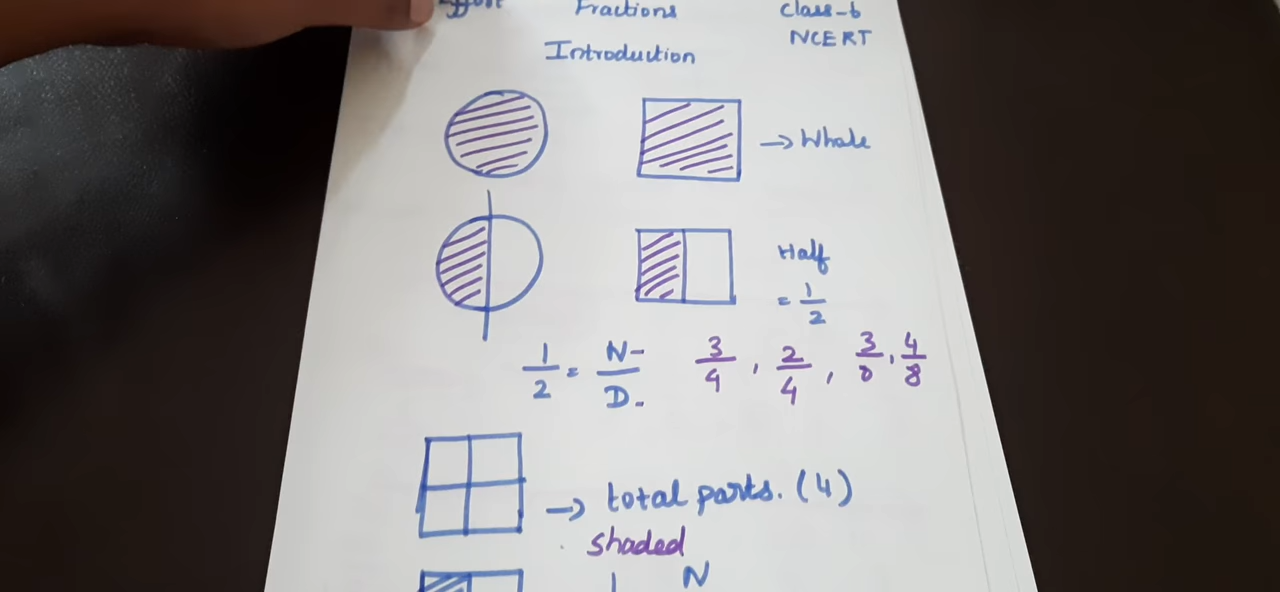 Fractions
Class-6
NCERT
Introduction
→ Whole
Half
= 1/2
1/2 = N-/D- 3/4, 2/4, 3/0, 4/8
→ total parts. (4)
shaded
N